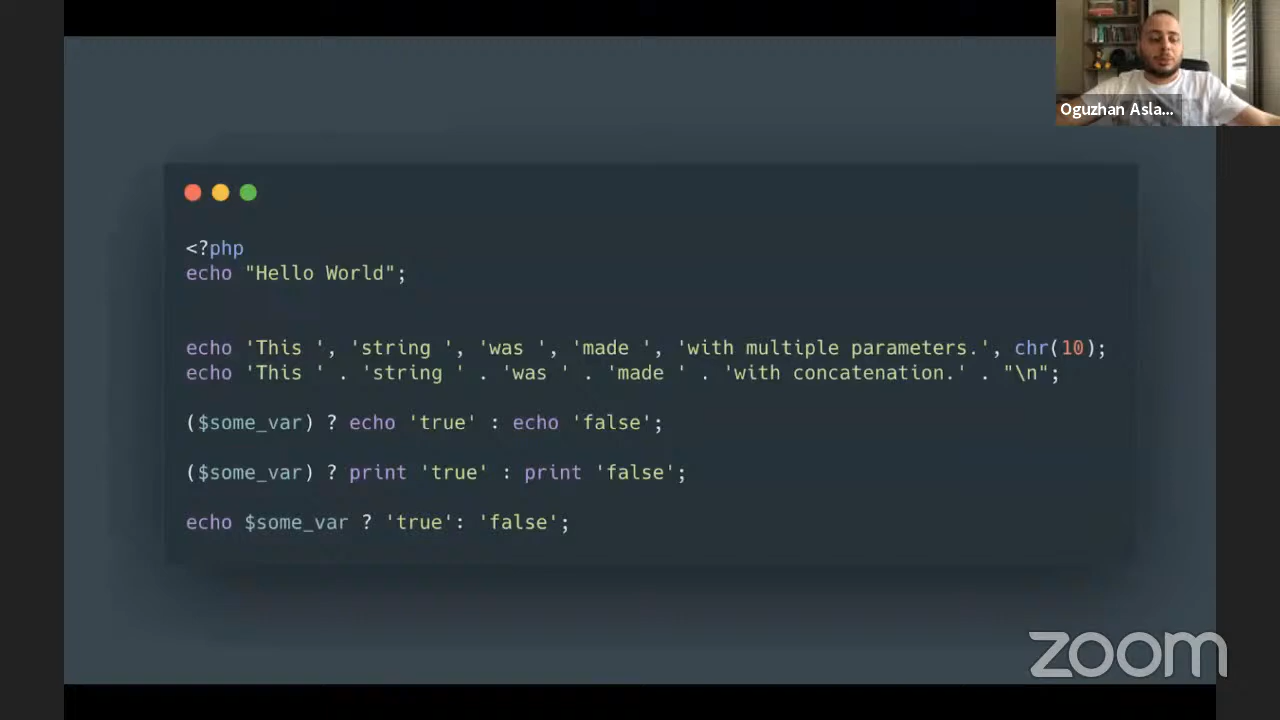 Oguzhan Asla...
<?php
echo "Hello World";
echo 'This ', 'string ', 'was ', 'made ', 'with multiple parameters.', chr(10);
echo 'This ' . 'string ' . 'was ' . 'made ' . 'with concatenation.' . "\n";
($some_var) ? echo 'true' : echo 'false';
($some_var) ? print 'true' : print 'false';
echo $some_var ? 'true': 'false';
zoom